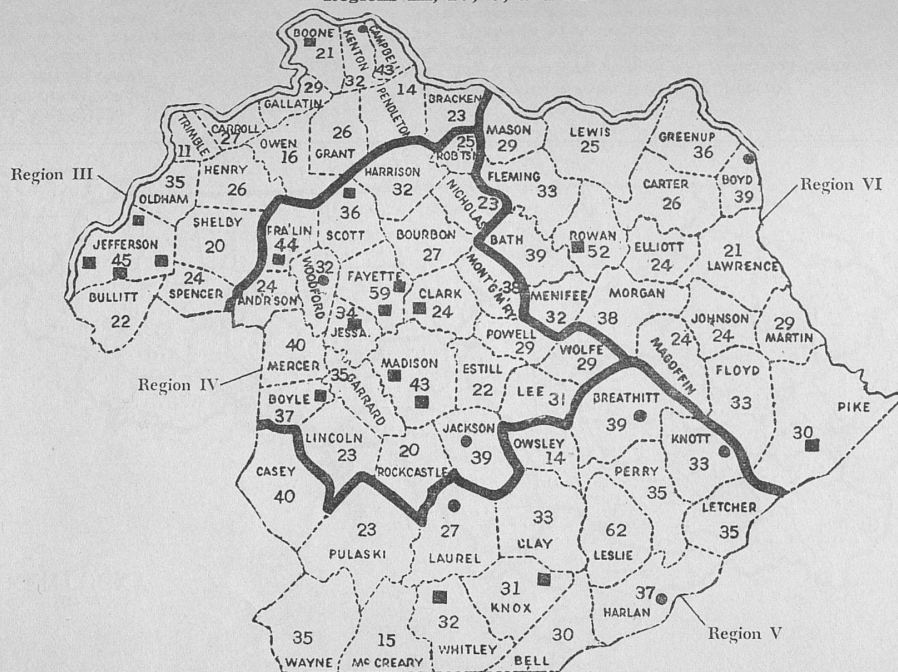 BOONE
21
KENTON
32
CAMPBELL
43
PENDLETON
14
BRACKEN
23
GALLATIN
29
CARROLL
27
TRIMBLE
11
OWEN
16
GRANT
26
MASON
29
LEWIS
25
GREENUP
36
ROB'TS'N
25
HARRISON
32
FLEMING
33
CARTER
26
BOYD
39
Region III
35
OLDHAM
HENRY
26
NICHOLAS
23
Region VI
SHELBY
20
FRA'LIN
44
36
SCOTT
BOURBON
27
BATH
39
ROWAN
52
ELLIOTT
24
21
LAWRENCE
JEFFERSON
45
BULLITT
22
24
SPENCER
24
AND'R'SON
WOODFORD
32
FAYETTE
59
CLARK
24
MONTG'M'RY
38
MENIFEE
32
MORGAN
38
JOHNSON
24
29
MARTIN
34
JESSA.
POWELL
29
WOLFE
29
MAGOFFIN
24
FLOYD
33
PIKE
30
Region IV
40
MERCER
35
GARRARD
MADISON
43
ESTILL
22
LEE
31
BREATHITT
39
BOYLE
37
LINCOLN
23
20
ROCKCASTLE
JACKSON
39
OWSLEY
14
PERRY
35
KNOTT
33
CASEY
40
LETCHER
35
23
PULASKI
27
LAUREL
33
CLAY
62
LESLIE
35
WAYNE
15
Mc CREARY
32
WHITLEY
31
KNOX
30
BELL
37
HARLAN
Region V